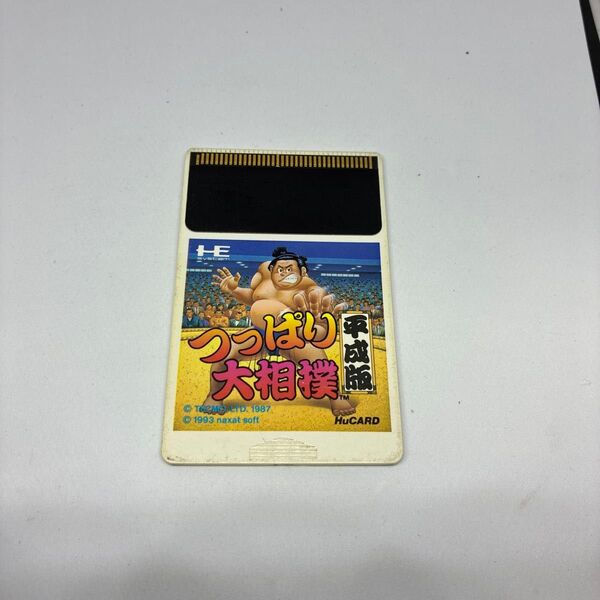 HE
SYSTEM
つっぱり
大相撲
平成版
TM
© TECMO, LTD. 1987
© 1993 naxat soft
HuCARD